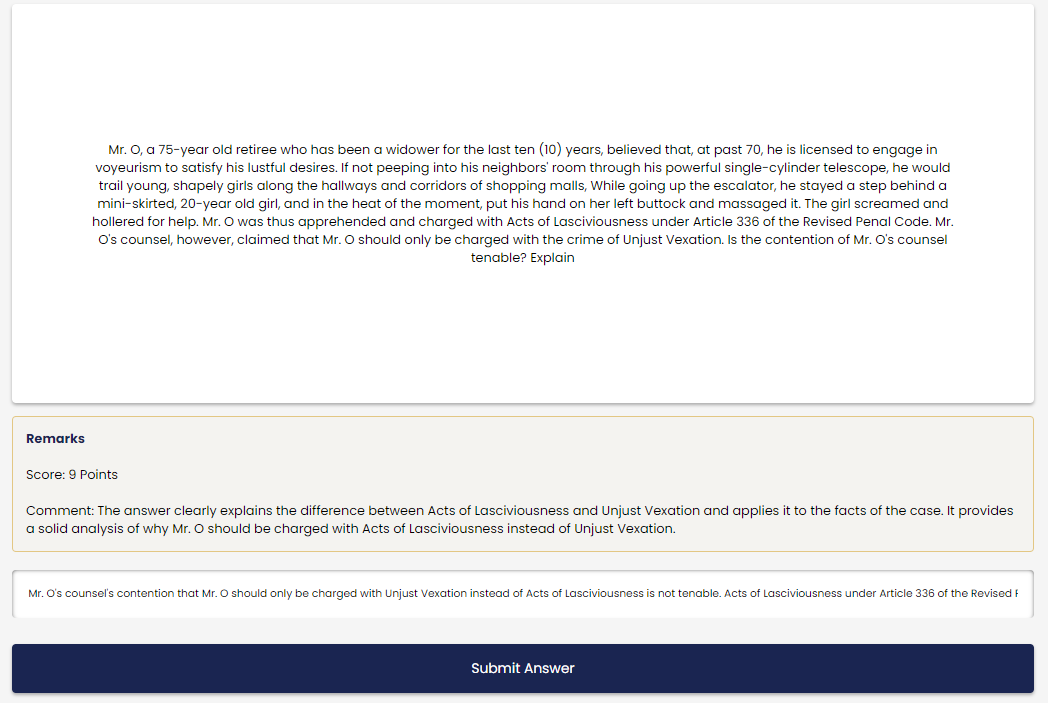 Mr. O, a 75-year old retiree who has been a widower for the last ten (10) years, believed that, at past 70, he is licensed to engage in
voyeurism to satisfy his lustful desires. If not peeping into his neighbors' room through his powerful single-cylinder telescope, he would
trail young, shapely girls along the hallways and corridors of shopping malls, While going up the escalator, he stayed a step behind a
mini-skirted, 20-year old girl, and in the heat of the moment, put his hand on her left buttock and massaged it. The girl screamed and
hollered for help. Mr. O was thus apprehended and charged with Acts of Lasciviousness under Article 336 of the Revised Penal Code. Mr.
O's counsel, however, claimed that Mr. O should only be charged with the crime of Unjust Vexation. Is the contention of Mr. O's counsel
tenable? Explain
Remarks
Score: 9 Points
Comment: The answer clearly explains the difference between Acts of Lasciviousness and Unjust Vexation and applies it to the facts of the case. It provides
a solid analysis of why Mr. O should be charged with Acts of Lasciviousness instead of Unjust Vexation.
Mr. O's counsel's contention that Mr. O should only be charged with Unjust Vexation instead of Acts of Lasciviousness is not tenable. Acts of Lasciviousness under Article 336 of the Revised
Submit Answer